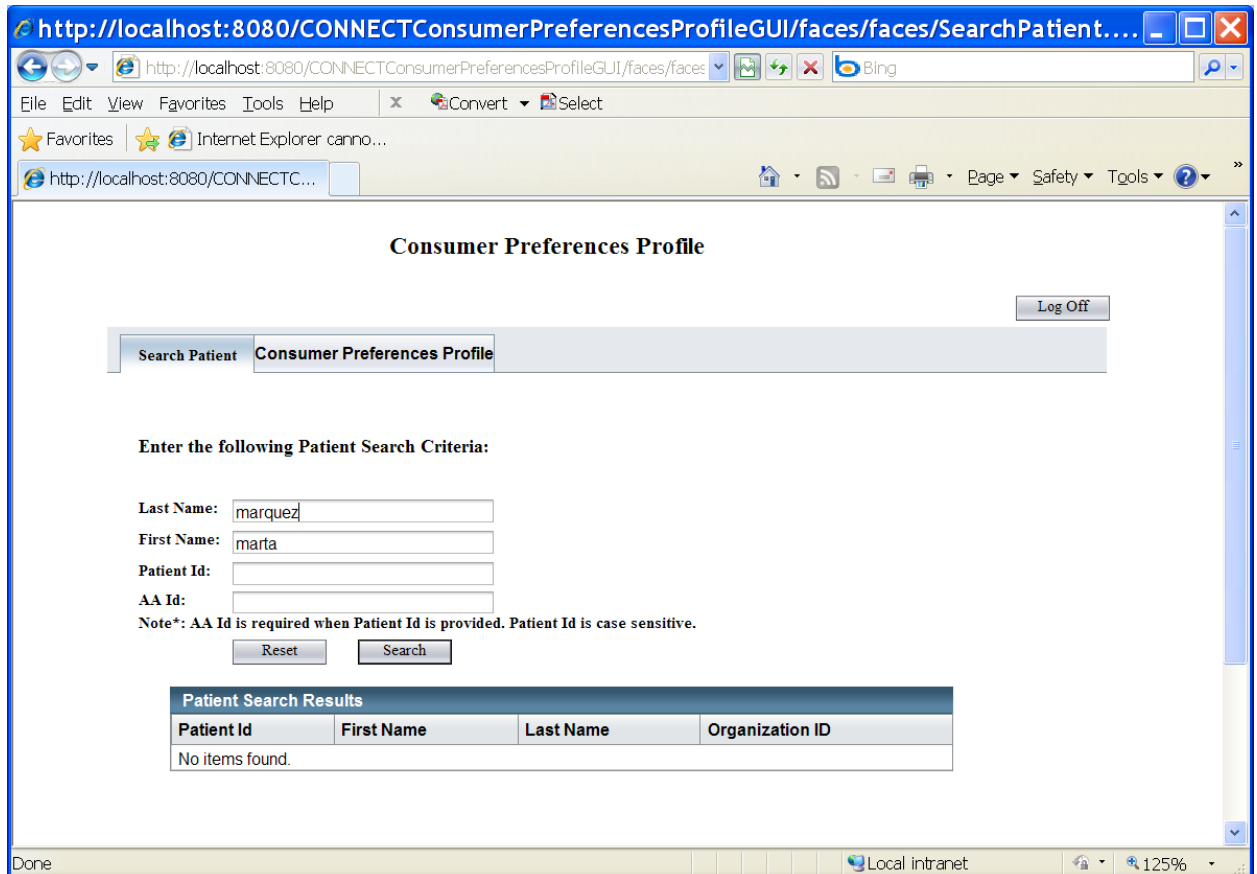 http://localhost:8080/CONNECTConsumerPreferencesProfileGUI/faces/faces/SearchPatient....
http://localhost:8080/CONNECTConsumerPreferencesProfileGUI/faces/faces Bing
File Edit View Favorites Tools Help x Convert Select
Favorites Internet Explorer canno...
http://localhost:8080/CONNECTC... Page Safety Tools »
Consumer Preferences Profile
Log Off
Search Patient Consumer Preferences Profile
Enter the following Patient Search Criteria:
Last Name: marquez
First Name: marta
Patient Id:
AA Id:
Note*: AA Id is required when Patient Id is provided. Patient Id is case sensitive.
Reset Search
Patient Search Results
Patient Id First Name Last Name Organization ID
No items found.
Done Local intranet 125%